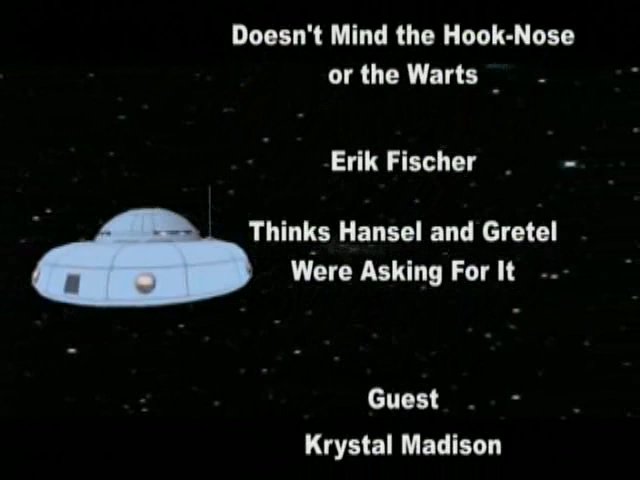 Doesn't Mind the Hook-Nose
or the Warts
Erik Fischer
Thinks Hansel and Gretel
Were Asking For It
Guest
Krystal Madison